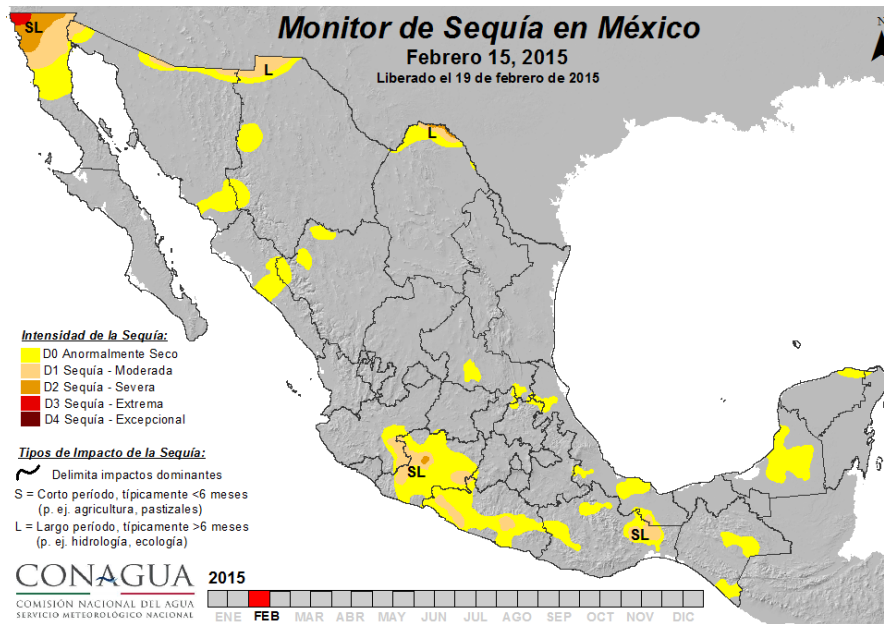 Monitor de Sequía en México
Febrero 15, 2015
Liberado el 19 de febrero de 2015
N
SL
L
L
SL
SL
Intensidad de la Sequía:
D0 Anormalmente Seco
D1 Sequía - Moderada
D2 Sequía - Severa
D3 Sequía - Extrema
D4 Sequía - Excepcional
Tipos de Impacto de la Sequía:
Delimita impactos dominantes
S = Corto período, típicamente <6 meses
(p. ej. agricultura, pastizales)
L = Largo período, típicamente >6 meses
(p. ej. hidrología, ecología)
CONAGUA
COMISIÓN NACIONAL DEL AGUA
SERVICIO METEOROLÓGICO NACIONAL
2015
ENE FEB MAR ABR MAY JUN JUL AGO SEP OCT NOV DIC